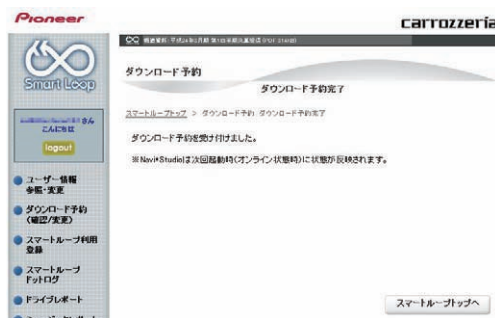 Pioneer
carrozzeria
Smart Loop
さん
こんにちは
logout
ユーザー情報
参照・変更
ダウンロード予約
(確認/変更)
スマートループ利用
登録
スマートループ
ドットログ
ドライブレポート
ダウンロード予約
ダウンロード予約完了
スマートループトップ > ダウンロード予約 ダウンロード予約完了
ダウンロード予約を受け付けました。
※Navi*Studioは次回起動時(オンライン状態時)に状態が反映されます。
スマートループトップへ